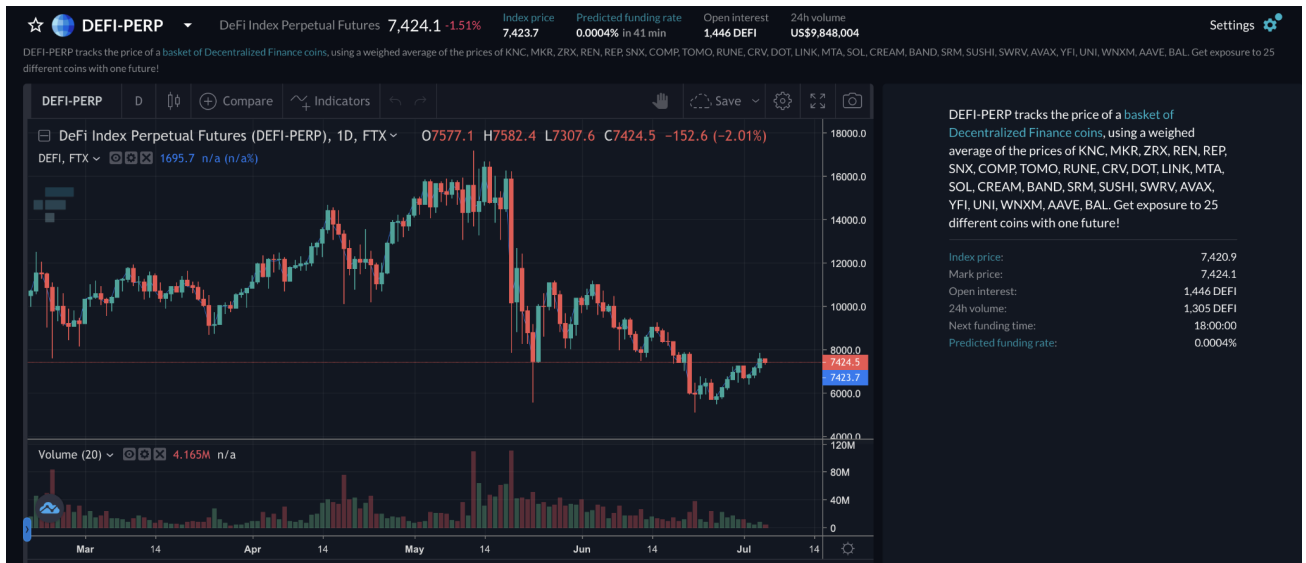 DEFI-PERP
DeFi Index Perpetual Futures 7,424.1 -1.51%
Index price
7,423.7
Predicted funding rate
0.0004% in 41 min
Open interest
1,446 DEFI
24h volume
US$9,848,004
Settings
DEFI-PERP tracks the price of a basket of Decentralized Finance coins, using a weighed average of the prices of KNC, MKR, ZRX, REN, REP, SNX, COMP, TOMO, RUNE, CRV, DOT, LINK, MTA, SOL, CREAM, BAND, SRM, SUSHI, SWRV, AVAX, YFI, UNI, WNXM, AAVE, BAL. Get exposure to 25
different coins with one future!
DEFI-PERP D Compare Indicators Save
DeFi Index Perpetual Futures (DEFI-PERP), 1D, FTX O7577.1 H7582.4 L7307.6 C7424.5 −152.6 (−2.01%)
DEFI, FTX 1695.7 n/a (n/a%)
18000.0
16000.0
14000.0
12000.0
10000.0
8000.0
7424.5
7423.7
6000.0
4000.0
Volume (20) 4.165M n/a
120M
80M
40M
0
Mar 14 Apr 14 May 14 Jun 14 Jul 14
DEFI-PERP tracks the price of a basket of
Decentralized Finance coins, using a weighed
average of the prices of KNC, MKR, ZRX, REN, REP,
SNX, COMP, TOMO, RUNE, CRV, DOT, LINK, MTA,
SOL, CREAM, BAND, SRM, SUSHI, SWRV, AVAX,
YFI, UNI, WNXM, AAVE, BAL. Get exposure to 25
different coins with one future!
Index price: 7,420.9
Mark price: 7,424.1
Open interest: 1,446 DEFI
24h volume: 1,305 DEFI
Next funding time: 18:00:00
Predicted funding rate: 0.0004%